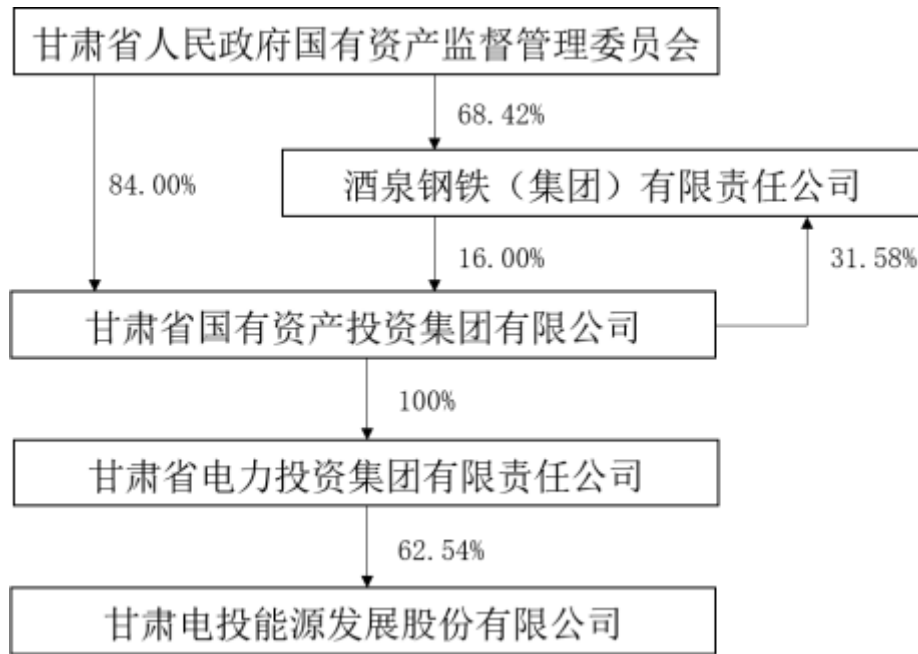 甘肃省人民政府国有资产监督管理委员会
68.42%
84.00%
酒泉钢铁（集团）有限责任公司
16.00%
31.58%
甘肃省国有资产投资集团有限公司
100%
甘肃省电力投资集团有限责任公司
62.54%
甘肃电投能源发展股份有限公司